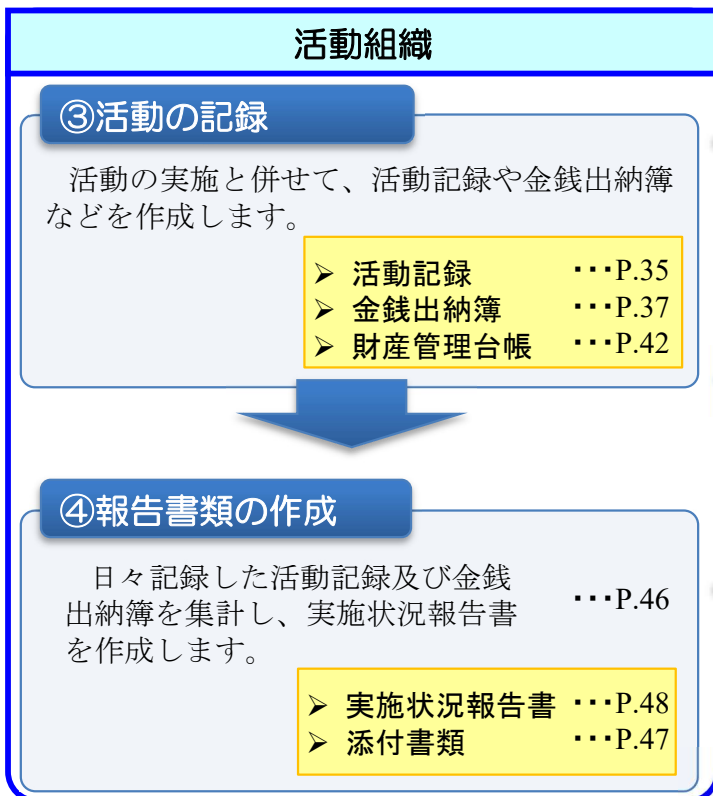 活動組織
③活動の記録
活動の実施と併せて、活動記録や金銭出納簿
などを作成します。
➢ 活動記録 ･･･P.35
➢ 金銭出納簿 ･･･P.37
➢ 財産管理台帳 ･･･P.42
④報告書類の作成
日々記録した活動記録及び金銭
出納簿を集計し、実施状況報告書
を作成します。
･･･P.46
➢ 実施状況報告書 ･･･P.48
➢ 添付書類 ･･･P.47